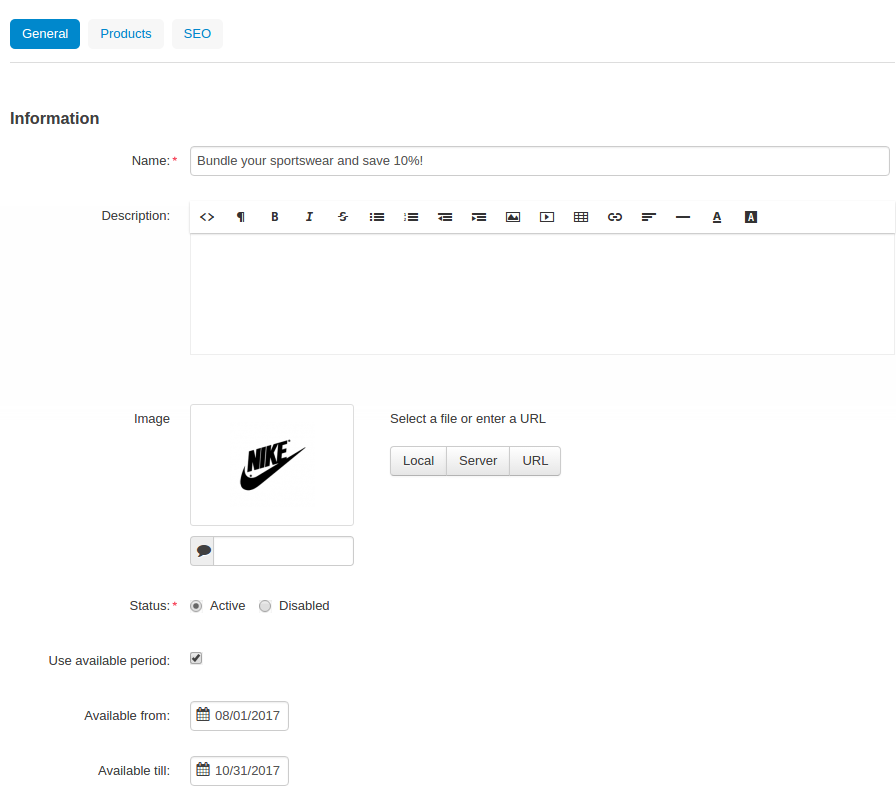 General Products SEO
Information
Name:* Bundle your sportswear and save 10%!
Description:
Image NIKE Select a file or enter a URL
Local Server URL
Status:* Active Disabled
Use available period:
Available from: 08/01/2017
Available till: 10/31/2017